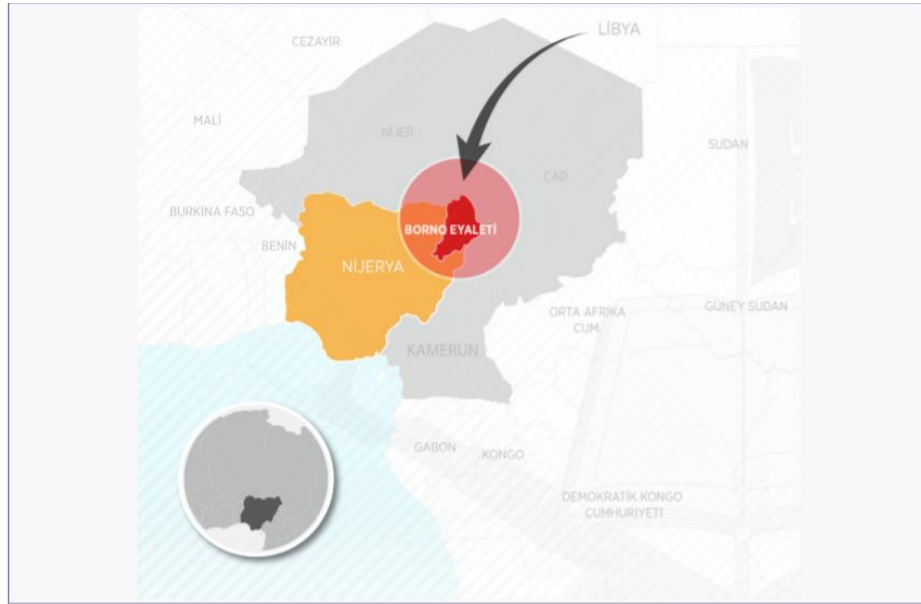 LİBYA
CEZAYİR
MALİ
NİJER
SUDAN
ÇAD
BURKİNA FASO
BORNO EYALETİ
BENİN
NİJERYA
GÜNEY SUDAN
ORTA AFRİKA
CUM.
KAMERUN
GABON
KONGO
DEMOKRATİK KONGO
CUMHURİYETİ